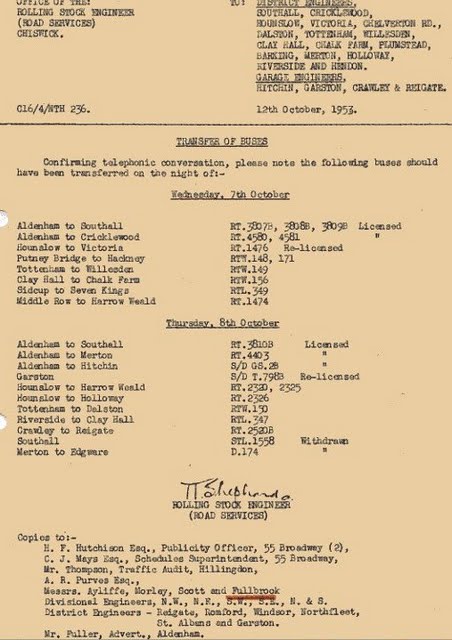 OFFICE OF THE:
ROLLING STOCK ENGINEER
(ROAD SERVICES)
CHISWICK.
TO: DISTRICT ENGINEERS,
SOUTHALL, CRICKLEWOOD,
HOUNSLOW, VICTORIA, CHELVERTON RD.,
DALSTON, TOTTENHAM, WILLESDEN,
CLAY HALL, CHALK FARM, PLUMSTEAD,
BARKING, MERTON, HOLLOWAY,
RIVERSIDE AND HENDON.
GARAGE ENGINEERS.
HITCHIN, GARSTON, CRAWLEY & REIGATE.
C16/4/NTH 236. 12th October, 1953.
TRANSFER OF BUSES
Confirming telephonic conversation, please note the following buses should
have been transferred on the night of:-
Wednesday, 7th October
Aldenham to Southall RT.3807B, 3808B, 3809B Licensed
Aldenham to Cricklewood RT.4580, 4581 "
Hounslow to Victoria RT.1476 Re-licensed
Putney Bridge to Hackney RTW.148, 171
Tottenham to Willesden RTW.149
Clay Hall to Chalk Farm RTW.156
Sidcup to Seven Kings RTL.349
Middle Row to Harrow Weald RT.1474
Thursday, 8th October
Aldenham to Southall RT.3810B Licensed
Aldenham to Merton RT.4403 "
Aldenham to Hitchin S/D GS.2B "
Garston S/D T.798B Re-licensed
Hounslow to Harrow Weald RT.2320, 2325
Hounslow to Holloway RT.2326
Tottenham to Dalston RTW.150
Riverside to Clay Hall RTL.347
Crawley to Reigate RT.2520B
Southall STL.1558 Withdrawn
Merton to Edgware D.174 "
T. Shepherd.
ROLLING STOCK ENGINEER
(ROAD SERVICES)
Copies to:-
H. F. Hutchison Esq., Publicity Officer, 55 Broadway (2),
C. J. Mays Esq., Schedules Superintendent, 55 Broadway,
Mr. Thompson, Traffic Audit, Hillingdon,
A. R. Purves Esq.,
Messrs. Ayliffe, Morley, Scott and Fullbrook
Divisional Engineers, N.W., N.E., S.W., S.E., N. & S.
District Engineers - Reigate, Romford, Windsor, Northfleet,
St. Albans and Garston.
Mr. Fuller, Advert., Aldenham.